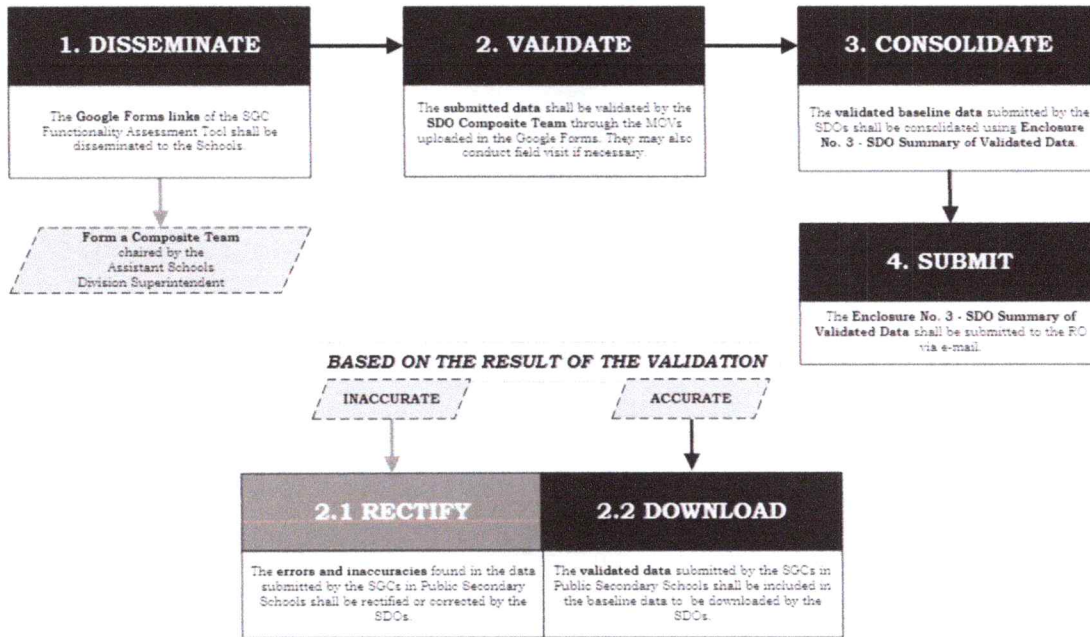 1. DISSEMINATE
The Google Forms links of the SGC
Functionality Assessment Tool shall be
disseminated to the Schools.
Form a Composite Team
chaired by the
Assistant Schools
Division Superintendent
2. VALIDATE
The submitted data shall be validated by the
SDO Composite Team through the MOVs
uploaded in the Google Forms. They may also
conduct field visit if necessary.
3. CONSOLIDATE
The validated baseline data submitted by the
SDOs shall be consolidated using Enclosure
No. 3 - SDO Summary of Validated Data.
4. SUBMIT
The Enclosure No. 3 - SDO Summary of
Validated Data shall be submitted to the RO
via e-mail.
BASED ON THE RESULT OF THE VALIDATION
INACCURATE
ACCURATE
2.1 RECTIFY
The errors and inaccuracies found in the data
submitted by the SGCs in Public Secondary
Schools shall be rectified or corrected by the
SDOs.
2.2 DOWNLOAD
The validated data submitted by the SGCs in
Public Secondary Schools shall be included in
the baseline data to be downloaded by the
SDOs.